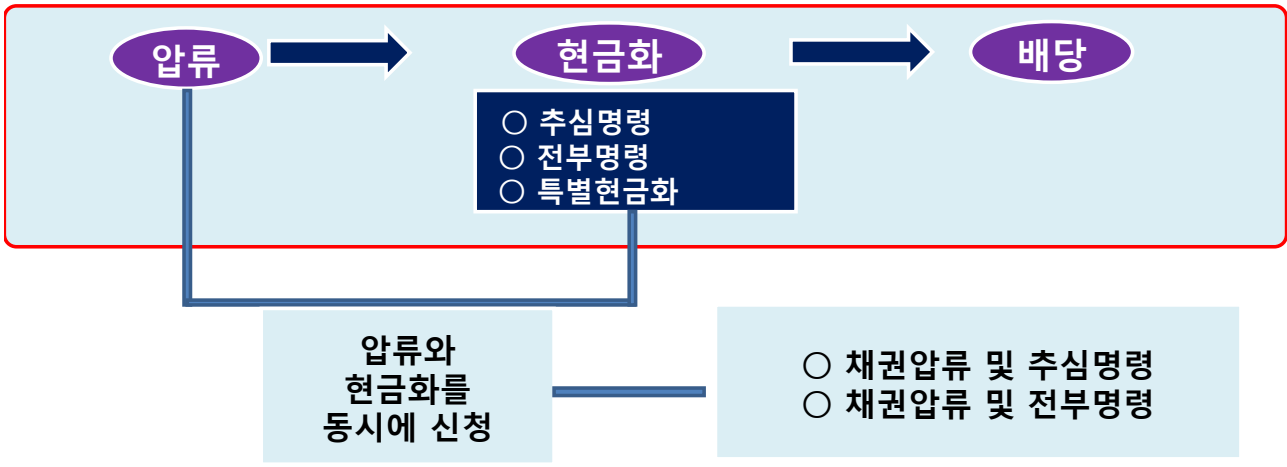 압류
현금화
배당
○ 추심명령
○ 전부명령
○ 특별현금화
압류와
현금화를
동시에 신청
○ 채권압류 및 추심명령
○ 채권압류 및 전부명령